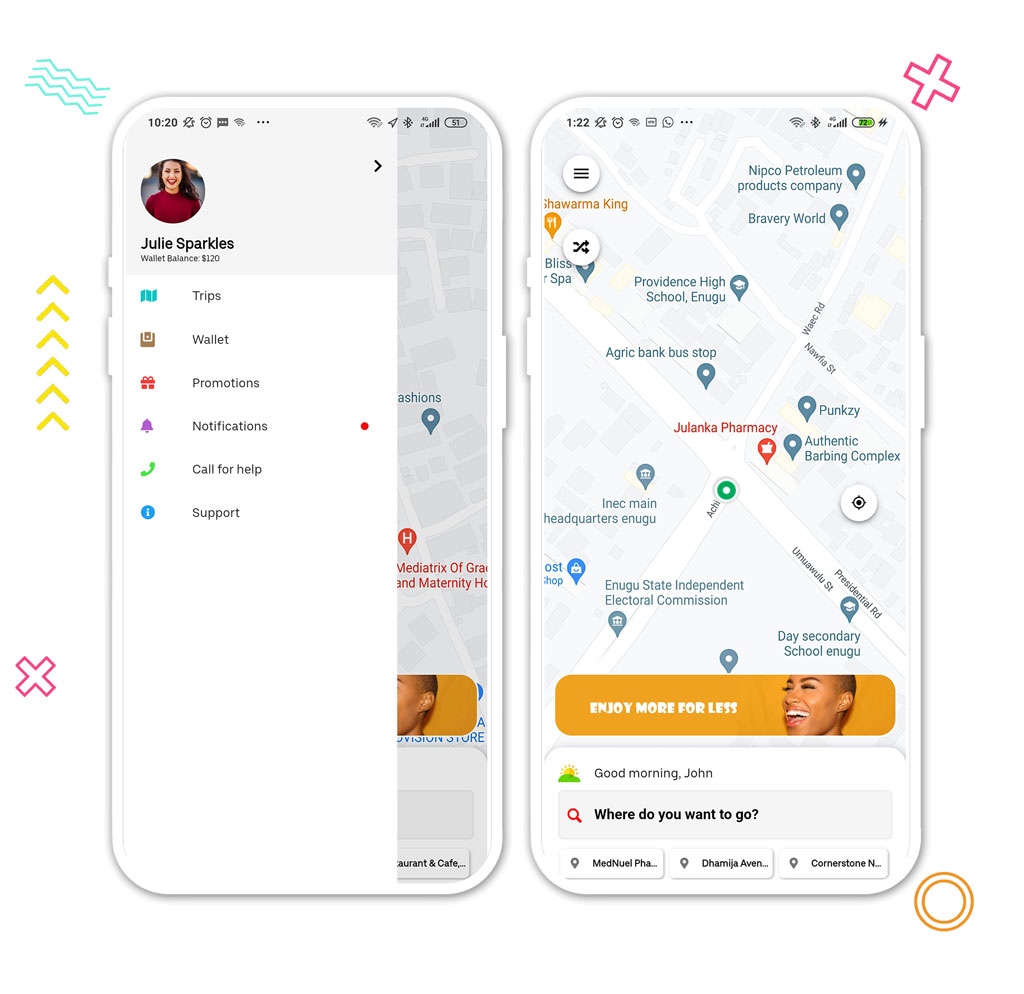 10:20
4G
51
Julie Sparkles
Wallet Balance: $120
Trips
Wallet
Promotions
Notifications
Call for help
Support
ashions
H
Mediatrix Of Grac
and Maternity Ho
A
OVISION STORE
taurant & Cafe,...
1:22
4G
72
Nipco Petroleum
products company
Shawarma King
Bravery World
Bliss
r Spa
Providence High
School, Enugu
Waec Rd
Agric bank bus stop
Nawfia St
Punkzy
Julanka Pharmacy
Authentic
Barbing Complex
Inec main
headquarters enugu
Achi
ost
Shop
Umuawulu St
Presidential Rd
Enugu State Independent
Electoral Commission
Day secondary
School enugu
ENJOY MORE FOR LESS
Good morning, John
Where do you want to go?
MedNuel Pha...
Dhamija Aven...
Cornerstone N...